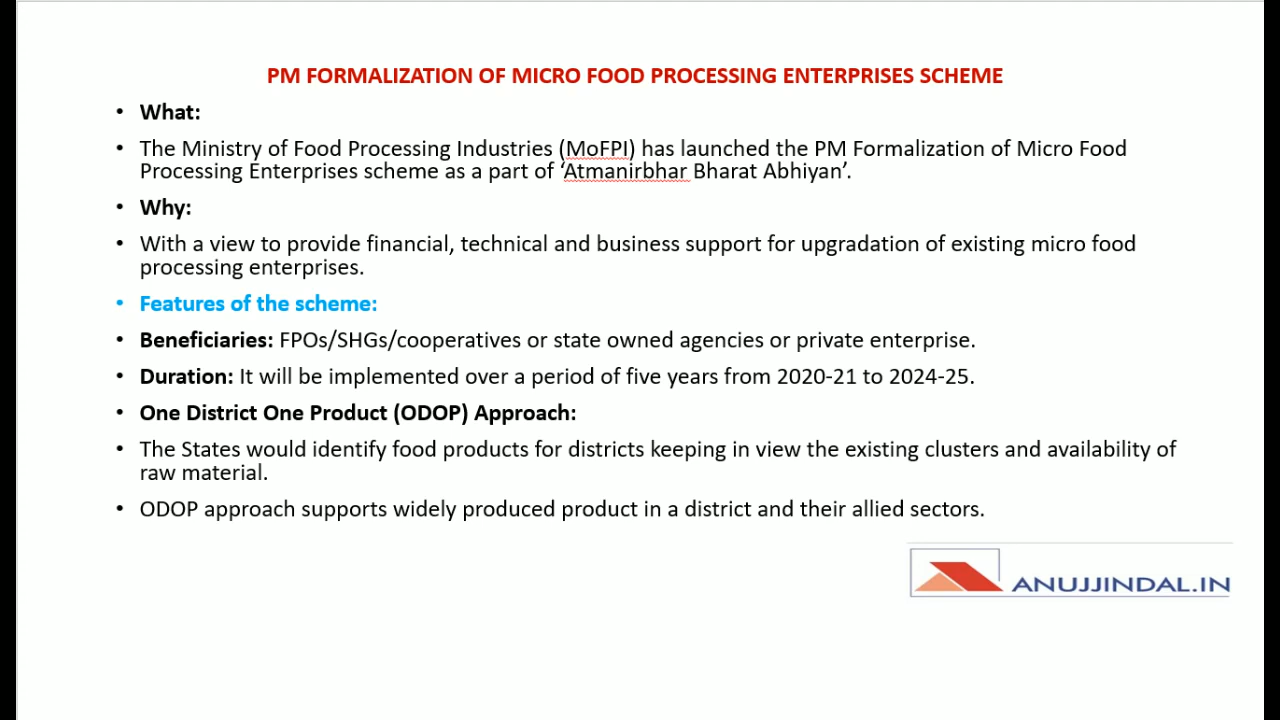 PM FORMALIZATION OF MICRO FOOD PROCESSING ENTERPRISES SCHEME
• What:
• The Ministry of Food Processing Industries (MoFPI) has launched the PM Formalization of Micro Food
Processing Enterprises scheme as a part of ‘Atmanirbhar Bharat Abhiyan’.
• Why:
• With a view to provide financial, technical and business support for upgradation of existing micro food
processing enterprises.
• Features of the scheme:
• Beneficiaries: FPOs/SHGs/cooperatives or state owned agencies or private enterprise.
• Duration: It will be implemented over a period of five years from 2020-21 to 2024-25.
• One District One Product (ODOP) Approach:
• The States would identify food products for districts keeping in view the existing clusters and availability of
raw material.
• ODOP approach supports widely produced product in a district and their allied sectors.
ANUJJINDAL.IN